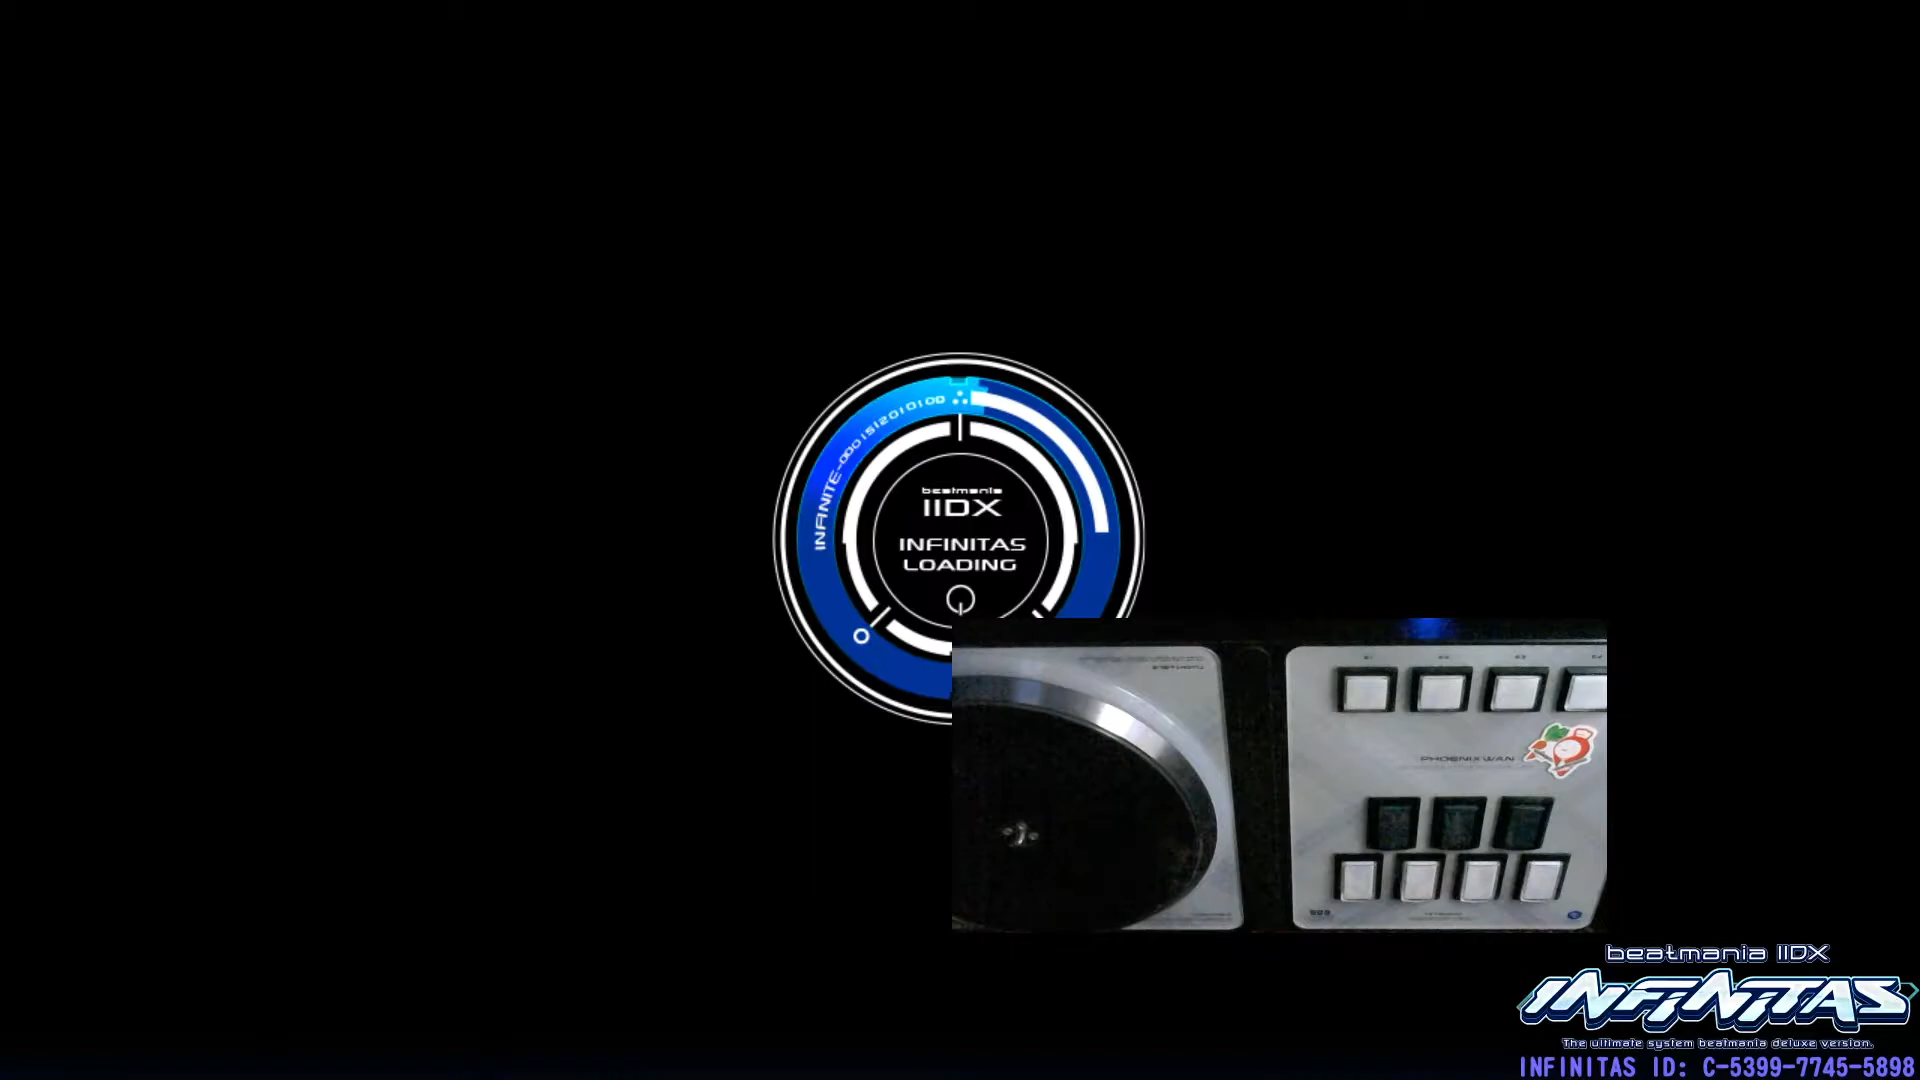 INFINITE-000151201010D
beatmania
IIDX
INFINITAS
LOADING
PHOENIXWAN
beatmania IIDX
INFINITAS
The ultimate system beatmania deluxe version.
INFINITAS ID: C-5399-7745-5898